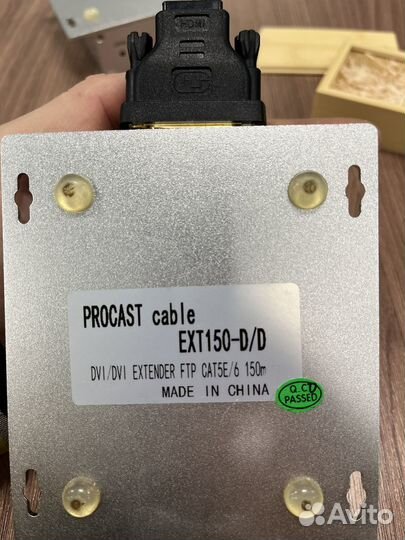 HDMI
PROCAST cable
EXT150-D/D
DVI/DVI EXTENDER FTP CAT5E/6 150m
MADE IN CHINA
Q.C
PASSED
Avito